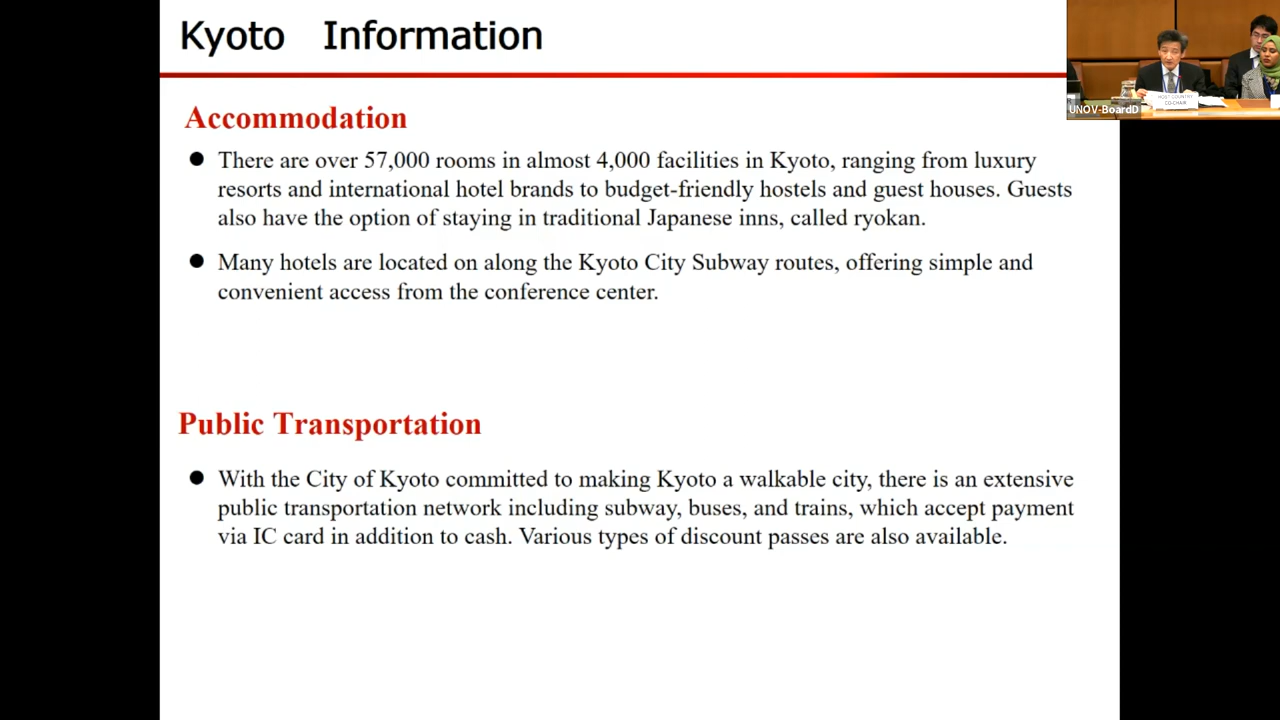 Kyoto Information
Accommodation
● There are over 57,000 rooms in almost 4,000 facilities in Kyoto, ranging from luxury
resorts and international hotel brands to budget-friendly hostels and guest houses. Guests
also have the option of staying in traditional Japanese inns, called ryokan.
● Many hotels are located on along the Kyoto City Subway routes, offering simple and
convenient access from the conference center.
Public Transportation
● With the City of Kyoto committed to making Kyoto a walkable city, there is an extensive
public transportation network including subway, buses, and trains, which accept payment
via IC card in addition to cash. Various types of discount passes are also available.
HOST COUNTRY
CO-CHAIR
UNOV-BoardD